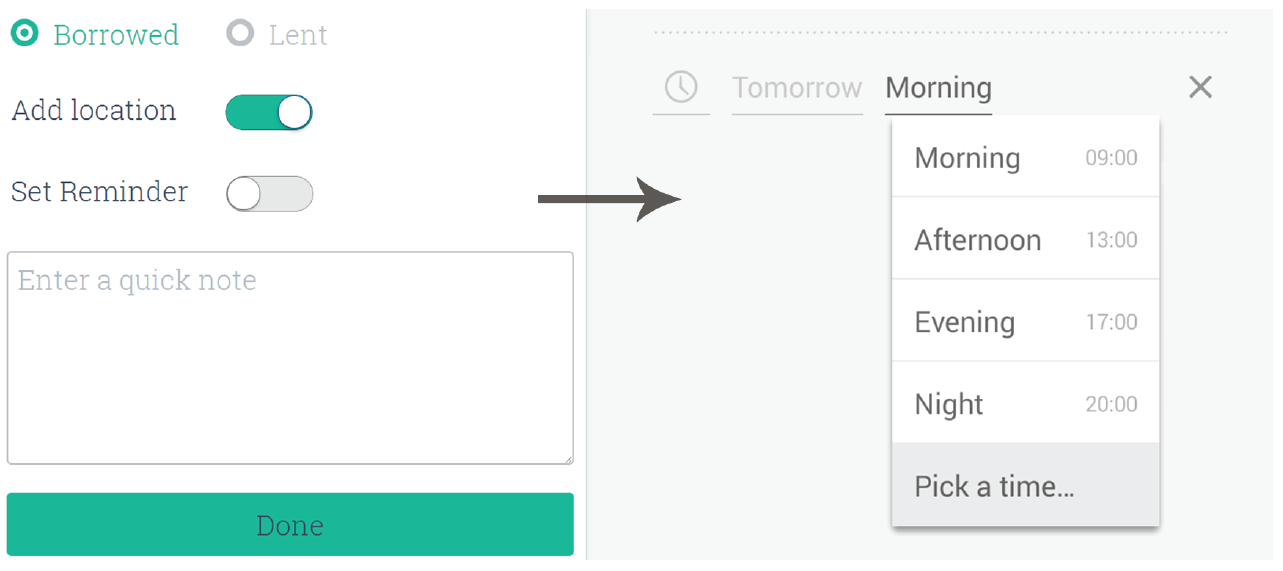 Borrowed Lent
Add location
Set Reminder
Enter a quick note
Done
Tomorrow Morning
Morning 09:00
Afternoon 13:00
Evening 17:00
Night 20:00
Pick a time...